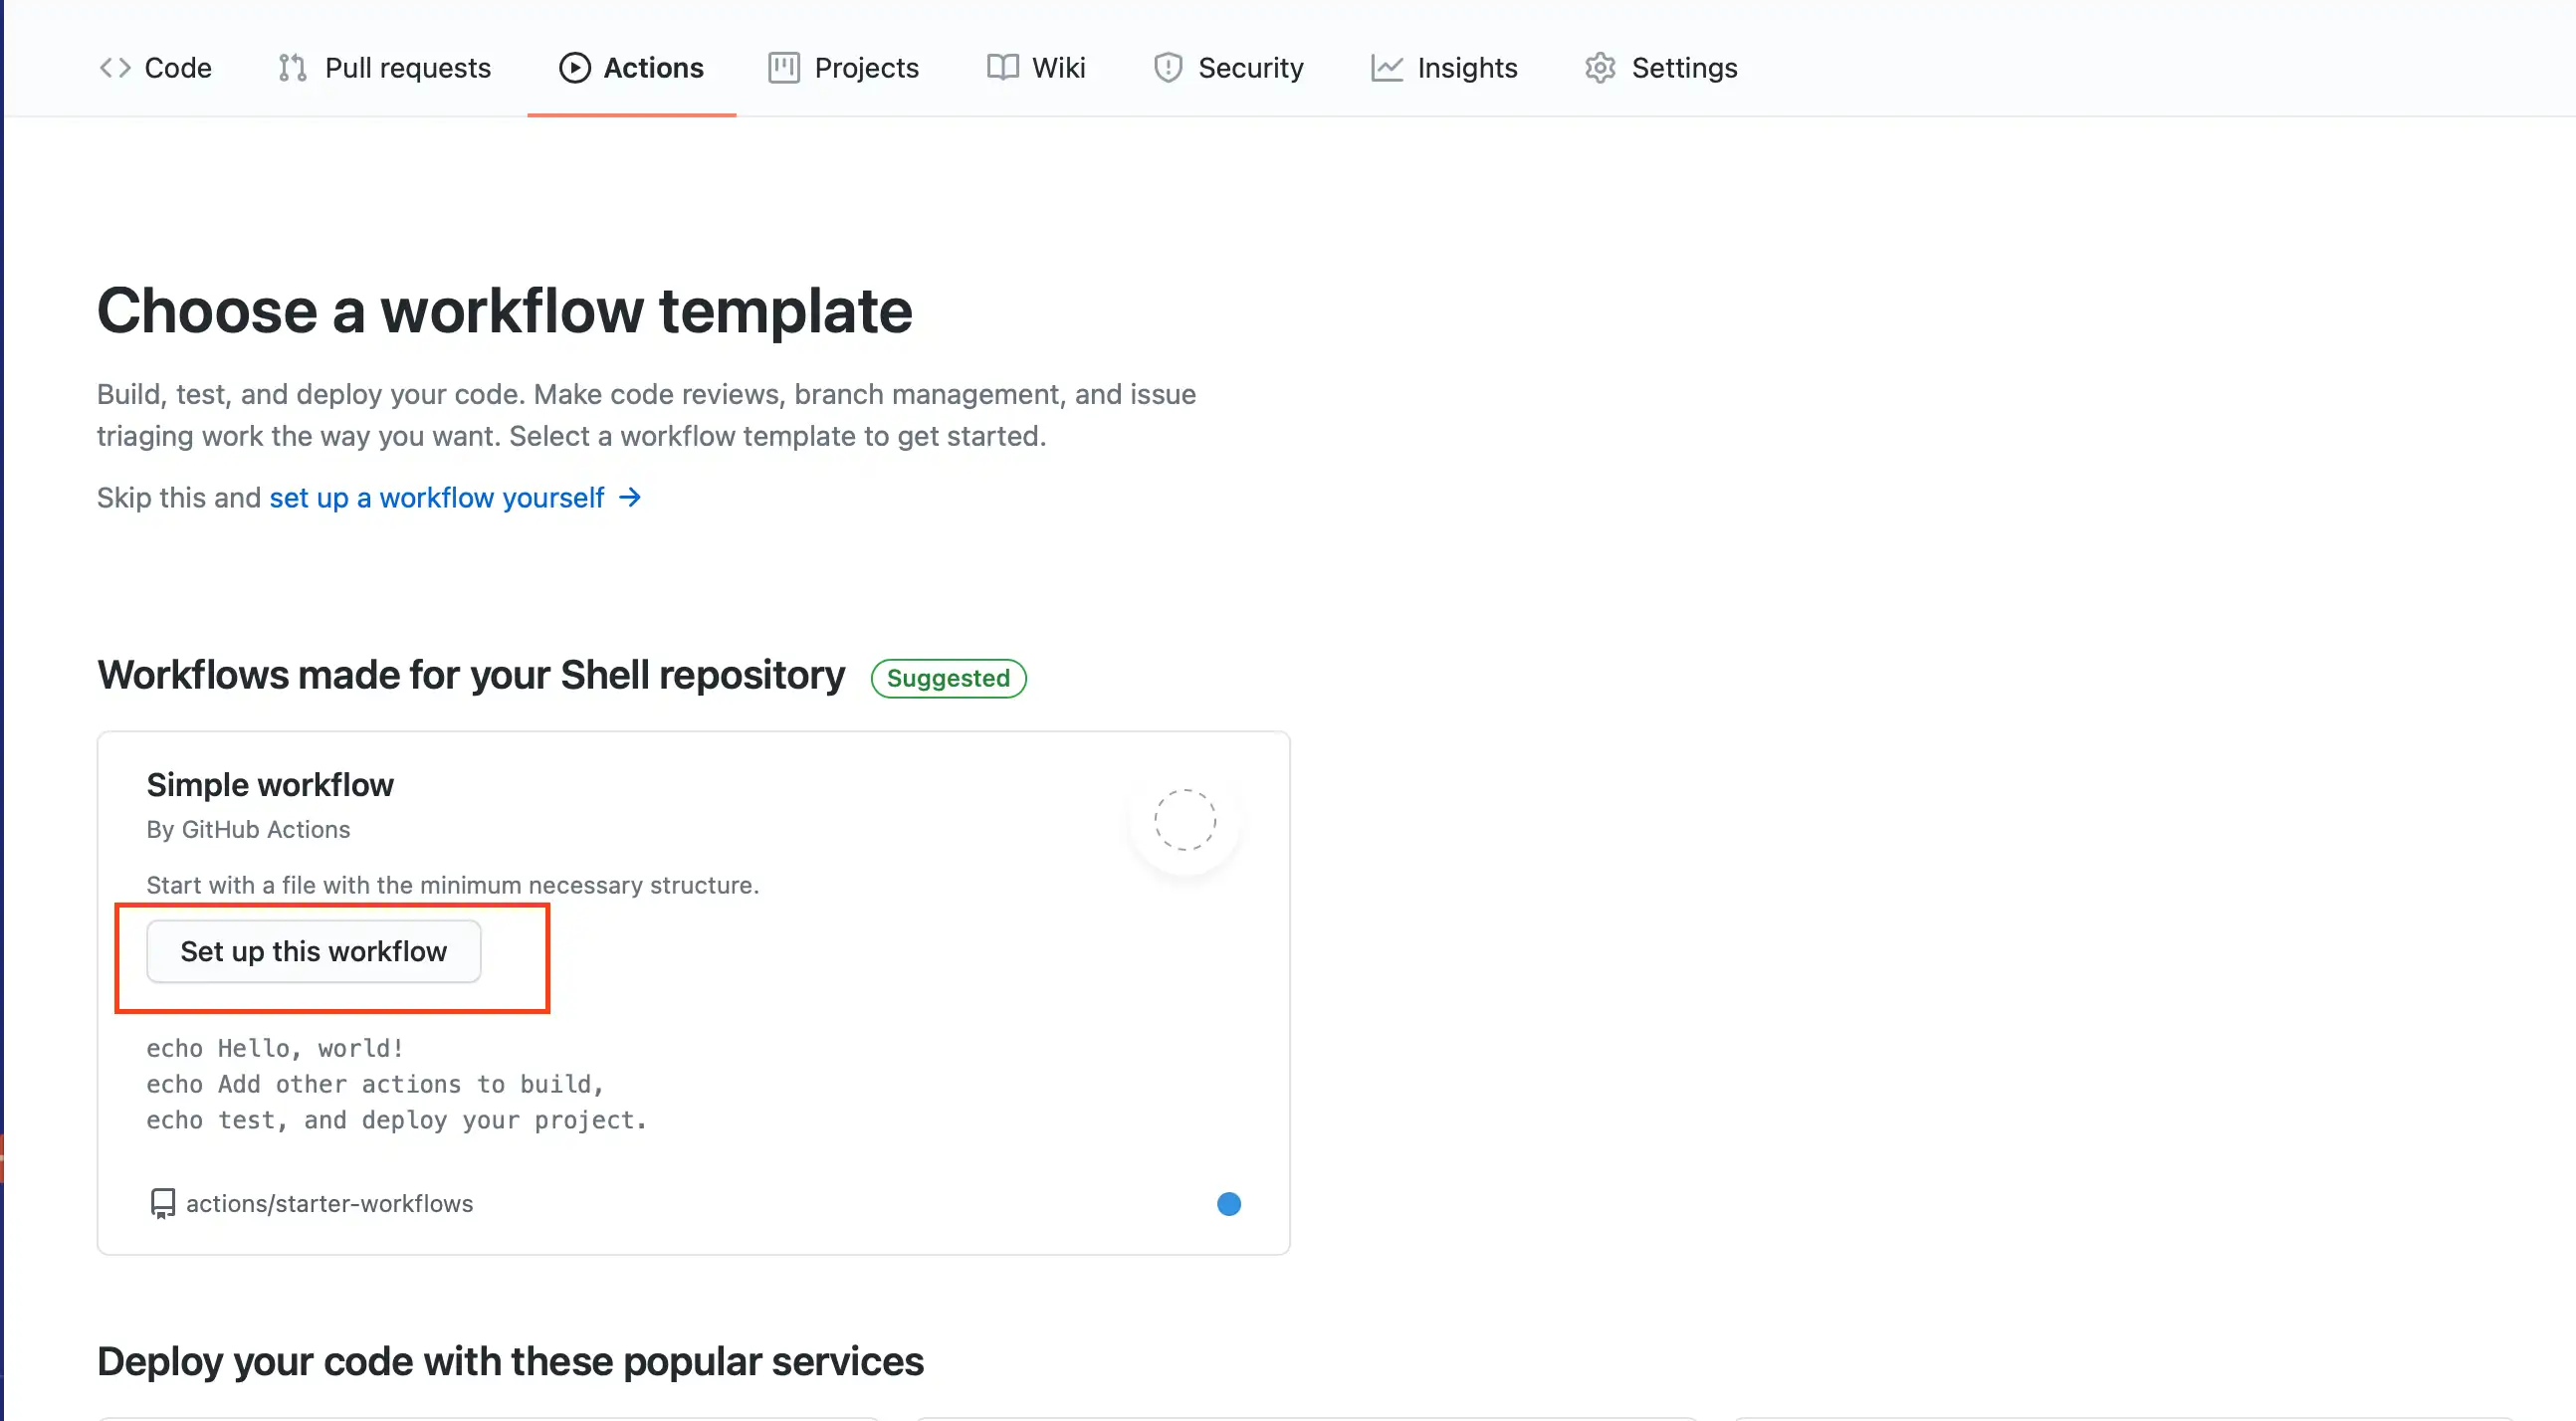 Code Pull requests Actions Projects Wiki Security Insights Settings
Choose a workflow template
Build, test, and deploy your code. Make code reviews, branch management, and issue
triaging work the way you want. Select a workflow template to get started.
Skip this and set up a workflow yourself →
Workflows made for your Shell repository Suggested
Simple workflow
By GitHub Actions
Start with a file with the minimum necessary structure.
Set up this workflow
echo Hello, world!
echo Add other actions to build,
echo test, and deploy your project.
actions/starter-workflows
Deploy your code with these popular services